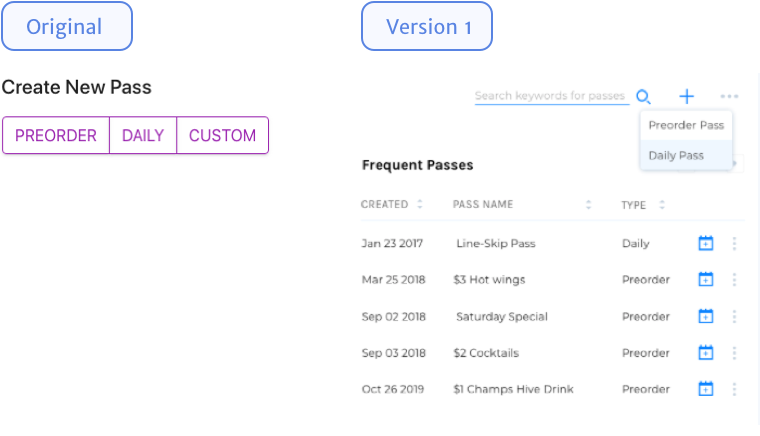 Original
Version 1
Create New Pass
PREORDER DAILY CUSTOM
Search keywords for passes
Preorder Pass
Daily Pass
Frequent Passes
CREATED PASS NAME TYPE
Jan 23 2017 Line-Skip Pass Daily
Mar 25 2018 $3 Hot wings Preorder
Sep 02 2018 Saturday Special Preorder
Sep 03 2018 $2 Cocktails Preorder
Oct 26 2019 $1 Champs Hive Drink Preorder